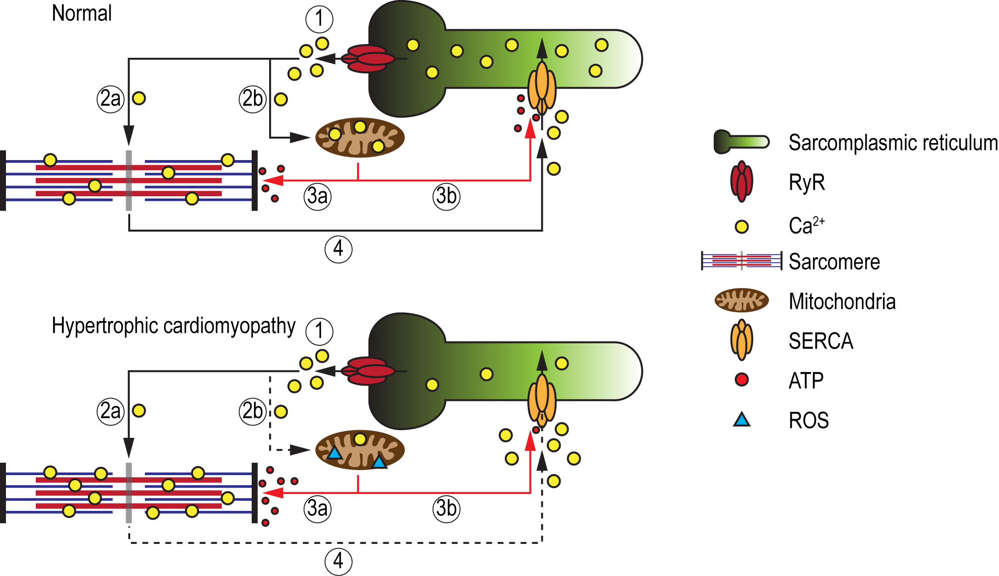 Normal
1
2a
2b
3a
3b
4
Hypertrophic cardiomyopathy
1
2a
2b
3a
3b
4
Sarcomplasmic reticulum
RyR
Ca²⁺
Sarcomere
Mitochondria
SERCA
ATP
ROS